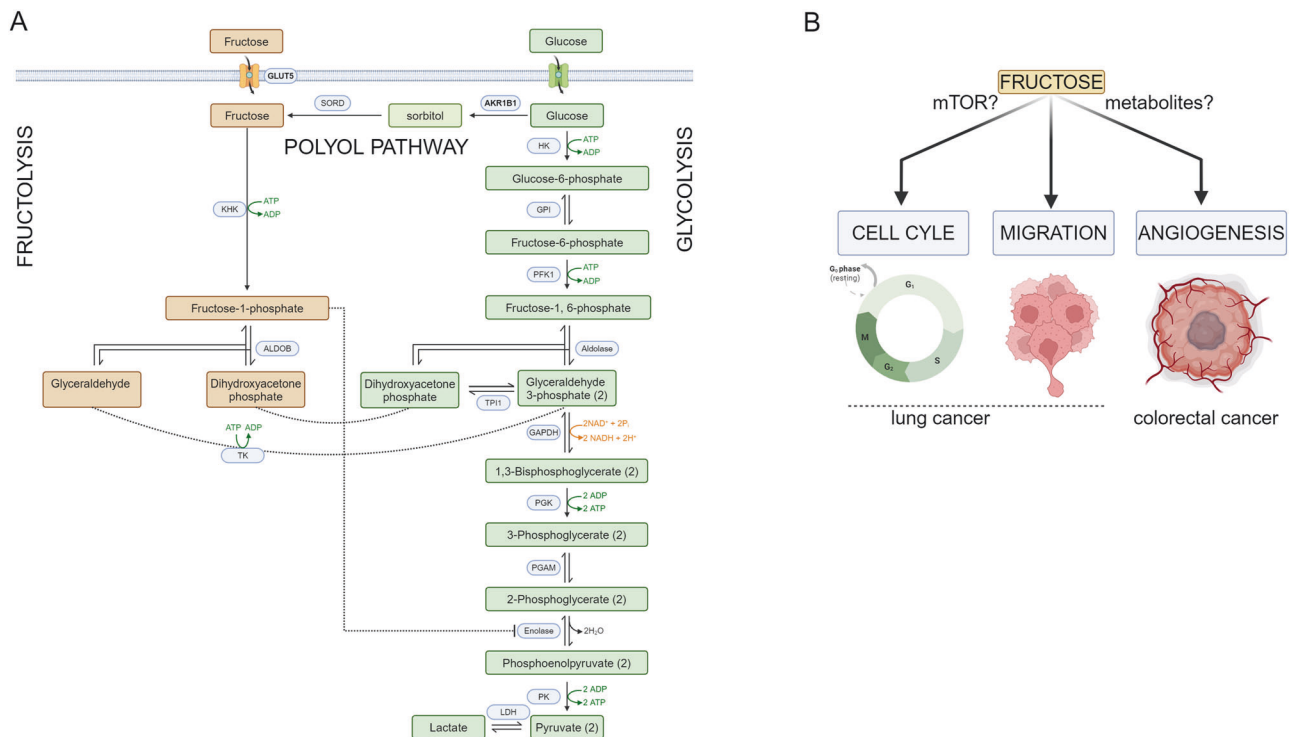 A
B
Fructose
Glucose
GLUT5
FRUCTOSE
mTOR?
metabolites?
Fructose
SORD
sorbitol
AKR1B1
Glucose
POLYOL PATHWAY
FRUCTOLYSIS
GLYCOLYSIS
HK
ATP
ADP
Glucose-6-phosphate
KHK
ATP
ADP
GPI
Fructose-6-phosphate
PFK1
ATP
ADP
Fructose-1-phosphate
Fructose-1, 6-phosphate
ALDOB
Aldolase
Glyceraldehyde
Dihydroxyacetone
phosphate
Dihydroxyacetone
phosphate
TPI1
Glyceraldehyde
3-phosphate (2)
ATP ADP
TK
GAPDH
2NAD⁺ + 2Pᵢ
2 NADH + 2H⁺
1,3-Bisphosphoglycerate (2)
PGK
2 ADP
2 ATP
3-Phosphoglycerate (2)
PGAM
2-Phosphoglycerate (2)
Enolase
2H₂O
Phosphoenolpyruvate (2)
PK
2 ADP
2 ATP
LDH
Lactate
Pyruvate (2)
CELL CYLE
MIGRATION
ANGIOGENESIS
G₀ phase
(resting)
G₁
M
G₂
S
lung cancer
colorectal cancer